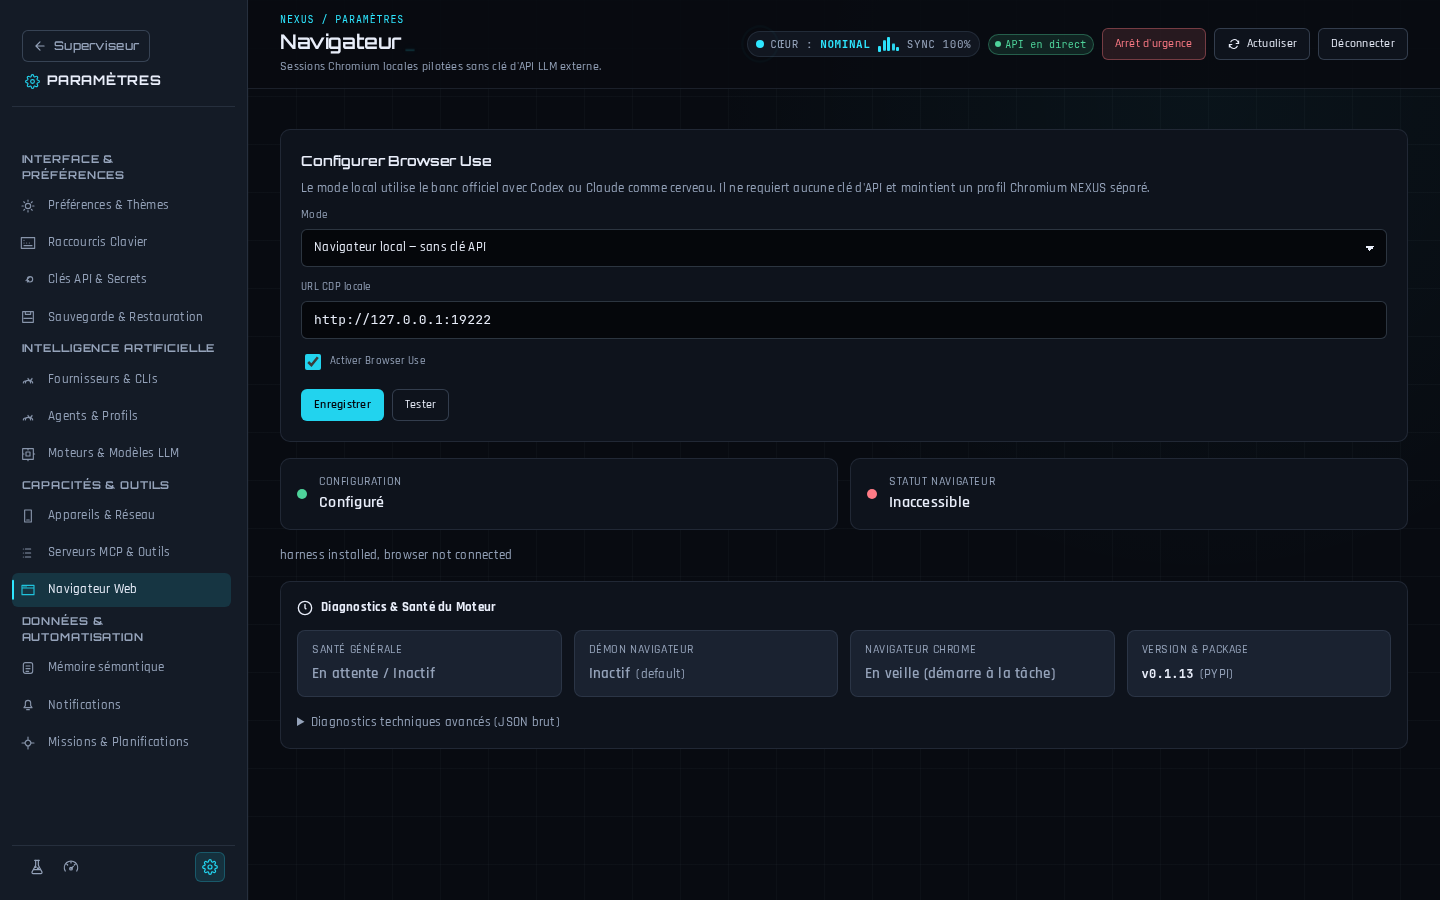 Superviseur
PARAMÈTRES
INTERFACE &
PRÉFÉRENCES
Préférences & Thèmes
Raccourcis Clavier
Clés API & Secrets
Sauvegarde & Restauration
INTELLIGENCE ARTIFICIELLE
Fournisseurs & CLIs
Agents & Profils
Moteurs & Modèles LLM
CAPACITÉS & OUTILS
Appareils & Réseau
Serveurs MCP & Outils
Navigateur Web
DONNÉES &
AUTOMATISATION
Mémoire sémantique
Notifications
Missions & Planifications
NEXUS / PARAMÈTRES
Navigateur
Sessions Chromium locales pilotées sans clé d'API LLM externe.
CŒUR : NOMINAL SYNC 100%
API en direct
Arrêt d'urgence
Actualiser
Déconnecter
Configurer Browser Use
Le mode local utilise le banc officiel avec Codex ou Claude comme cerveau. Il ne requiert aucune clé d'API et maintient un profil Chromium NEXUS séparé.
Mode
Navigateur local — sans clé API
URL CDP locale
http://127.0.0.1:19222
Activer Browser Use
Enregistrer
Tester
CONFIGURATION
Configuré
STATUT NAVIGATEUR
Inaccessible
harness installed, browser not connected
Diagnostics & Santé du Moteur
SANTÉ GÉNÉRALE
En attente / Inactif
DÉMON NAVIGATEUR
Inactif (default)
NAVIGATEUR CHROME
En veille (démarre à la tâche)
VERSION & PACKAGE
v0.1.13 (PYPI)
Diagnostics techniques avancés (JSON brut)